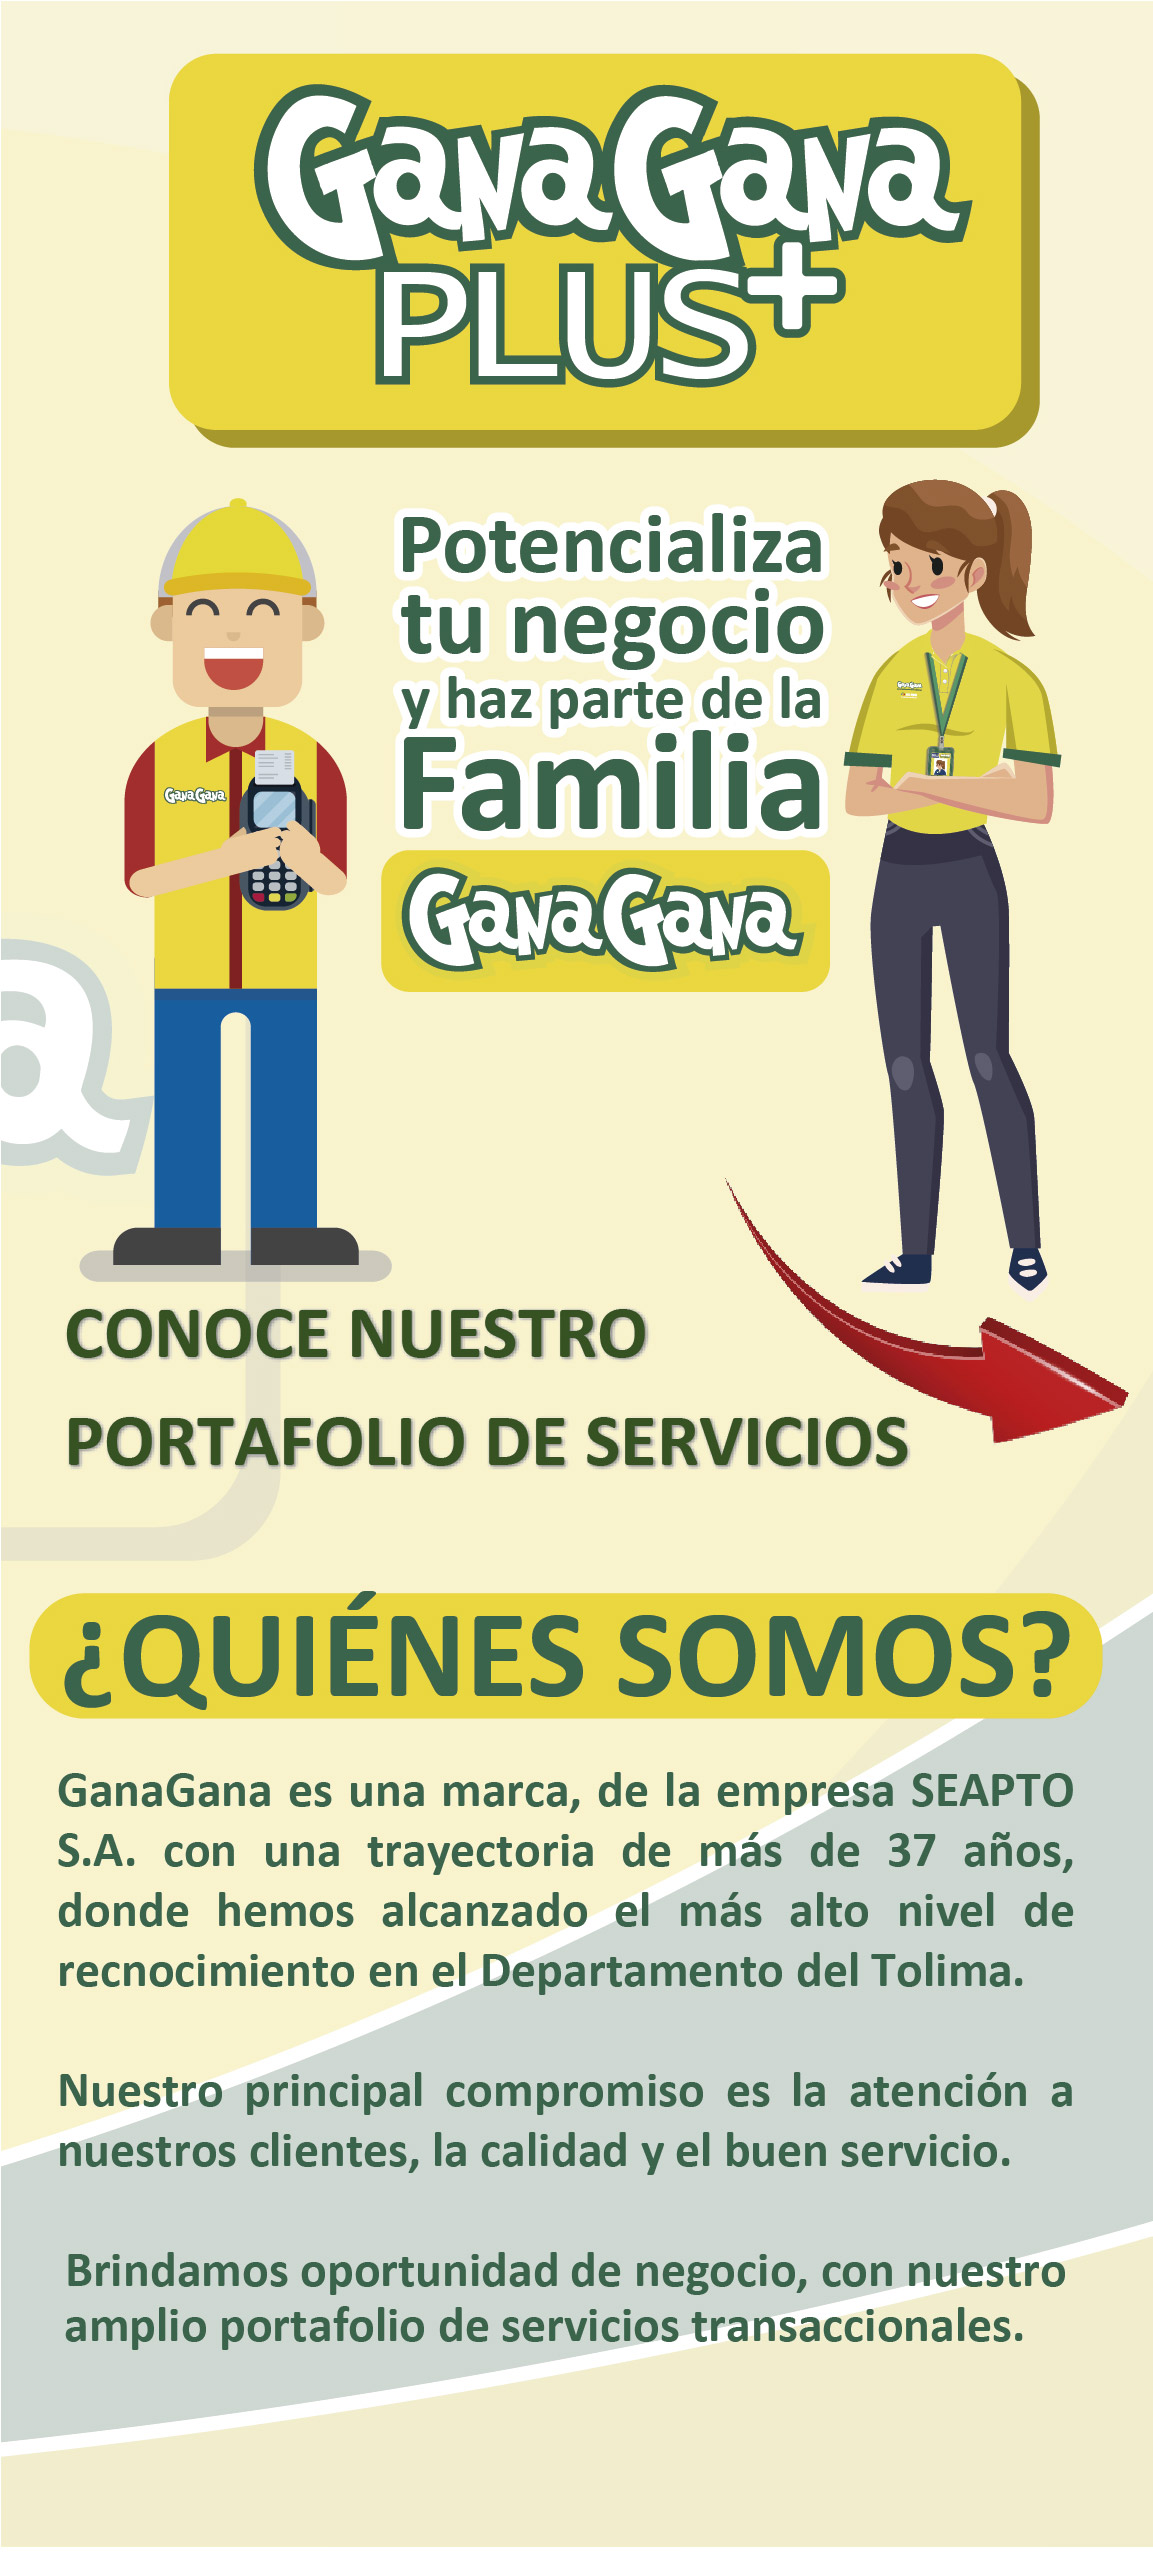 GanaGana
PLUS+
Potencializa
tu negocio
y haz parte de la
Familia
GanaGana
GanaGana
GanaGana
a
CONOCE NUESTRO
PORTAFOLIO DE SERVICIOS
¿QUIÉNES SOMOS?
GanaGana es una marca, de la empresa SEAPTO
S.A. con una trayectoria de más de 37 años,
donde hemos alcanzado el más alto nivel de
recnocimiento en el Departamento del Tolima.
Nuestro principal compromiso es la atención a
nuestros clientes, la calidad y el buen servicio.
Brindamos oportunidad de negocio, con nuestro
amplio portafolio de servicios transaccionales.